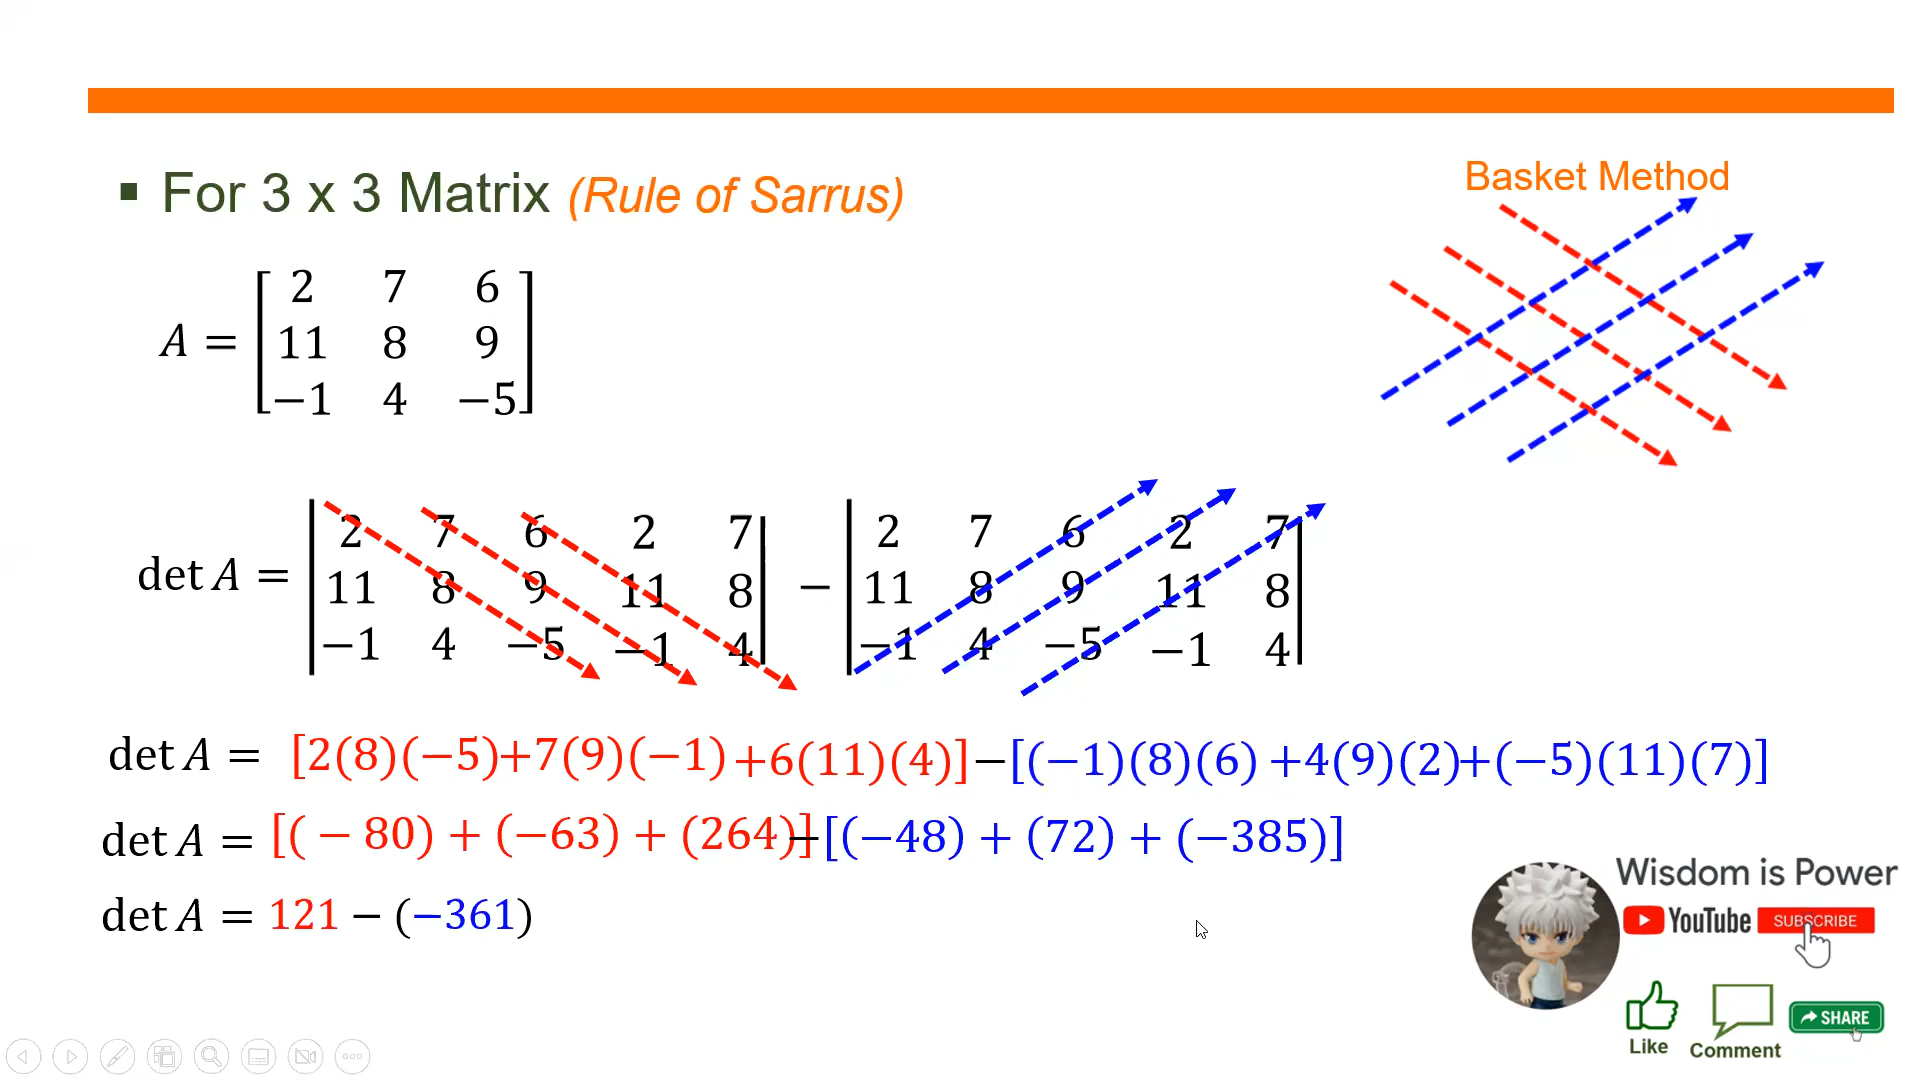 ▪ For 3 x 3 Matrix (Rule of Sarrus)
Basket Method
A = [2 7 6
11 8 9
−1 4 −5]
det A = |2 7 6 2 7| − |2 7 6 2 7|
11 8 9 11 8 11 8 9 11 8
−1 4 −5 −1 4 −1 4 −5 −1 4
det A = [2(8)(−5)+7(9)(−1)+6(11)(4)]−[(−1)(8)(6)+4(9)(2)+(−5)(11)(7)]
det A = [(−80) + (−63) + (264)]−[(−48) + (72) + (−385)]
det A = 121 − (−361)
Wisdom is Power
YouTube SUBSCRIBE
Like Comment SHARE